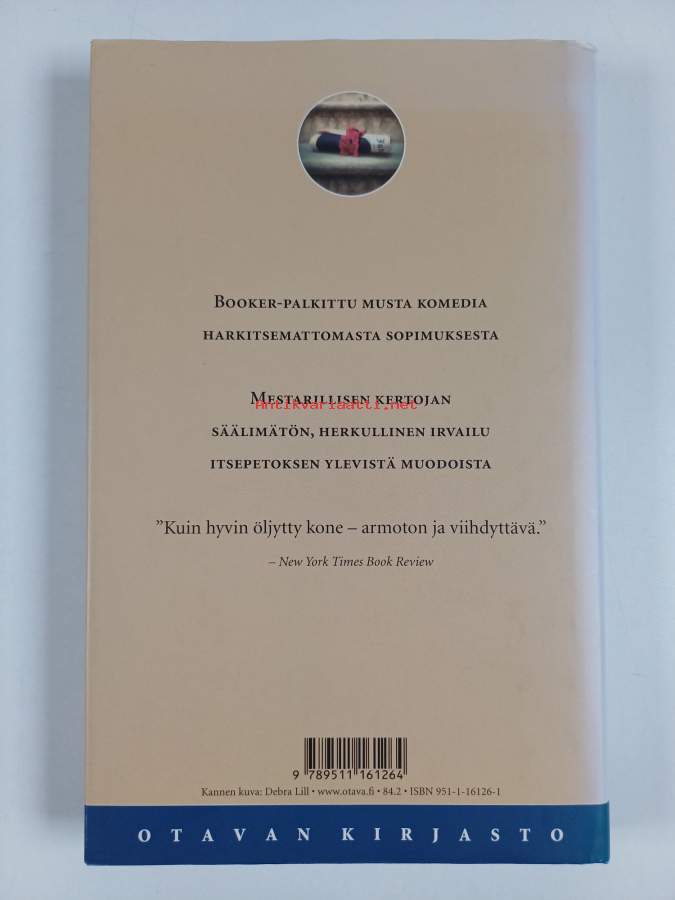 Booker-palkittu musta komedia
harkitsemattomasta sopimuksesta
Mestarillisen kertojan
Antikvariaatti.net
säälimätön, herkullinen irvailu
itsepetoksen ylevistä muodoista
”Kuin hyvin öljytty kone – armoton ja viihdyttävä.”
– New York Times Book Review
9 789511 161264
Kannen kuva: Debra Lill • www.otava.fi • 84.2 • ISBN 951-1-16126-1
OTAVAN KIRJASTO